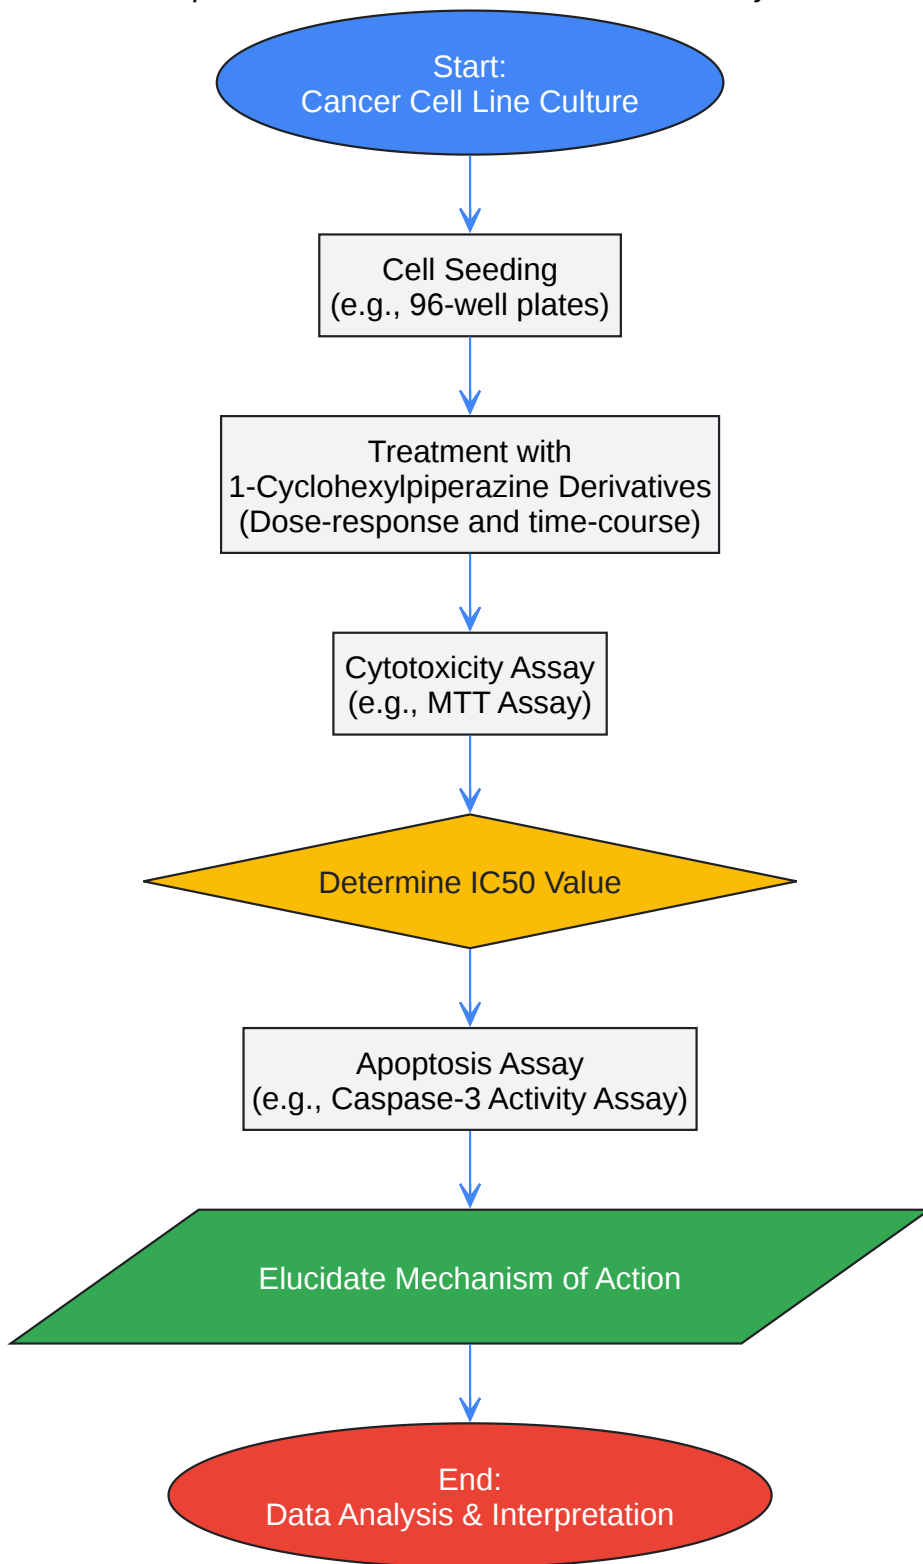 Start:
Cancer Cell Line Culture
Cell Seeding
(e.g., 96-well plates)
Treatment with
1-Cyclohexylpiperazine Derivatives
(Dose-response and time-course)
Cytotoxicity Assay
(e.g., MTT Assay)
Determine IC50 Value
Apoptosis Assay
(e.g., Caspase-3 Activity Assay)
Elucidate Mechanism of Action
End:
Data Analysis & Interpretation